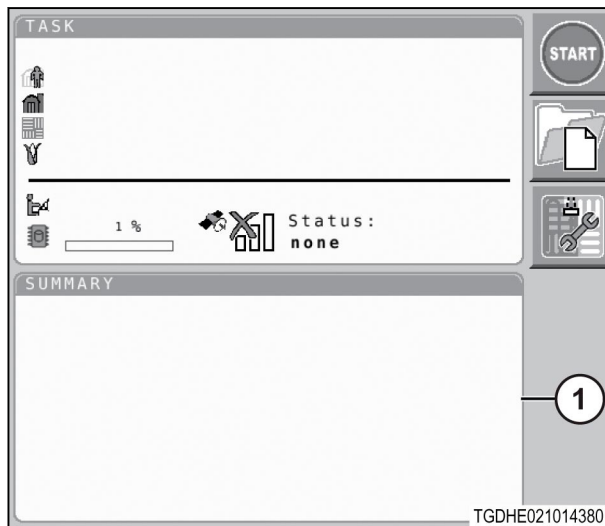 TASK
START
1 %
Status:
none
SUMMARY
1
TGDHE021014380